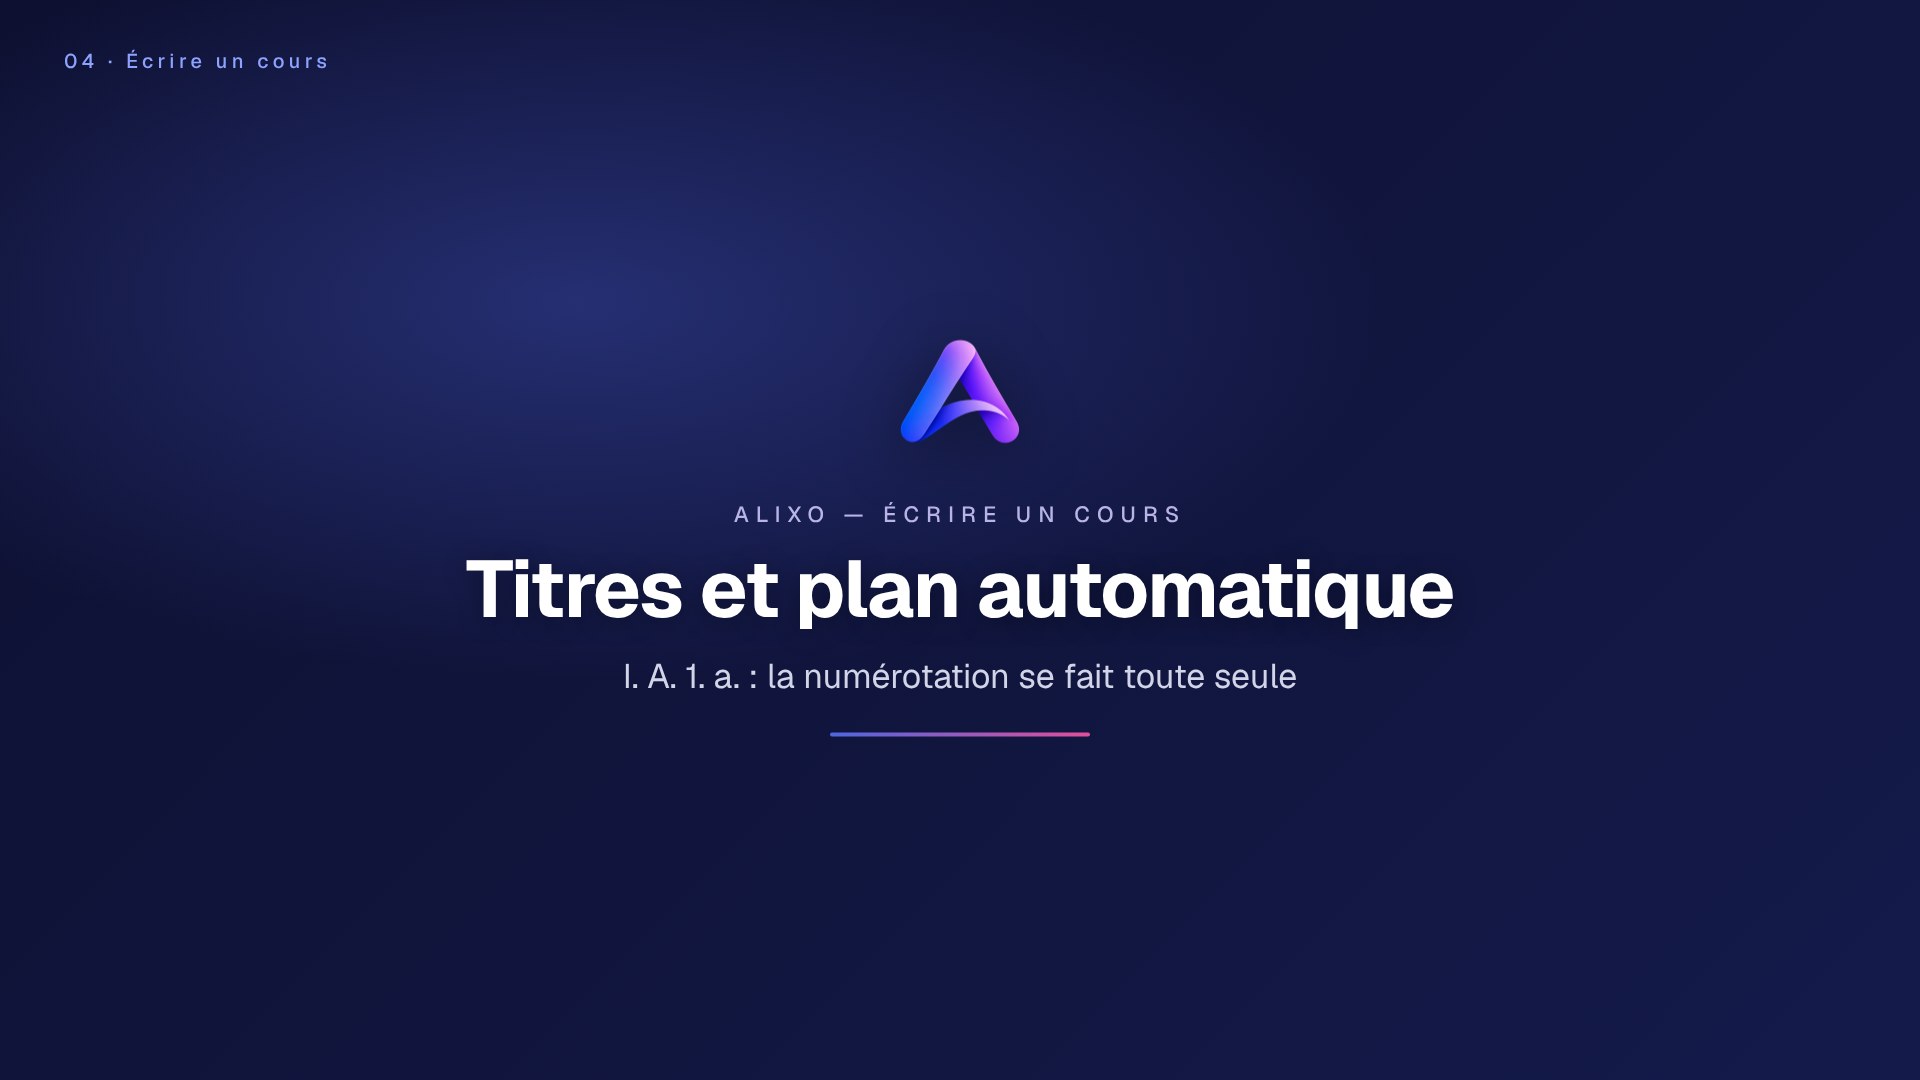 04 · Écrire un cours
ALIXO — ÉCRIRE UN COURS
Titres et plan automatique
I. A. 1. a. : la numérotation se fait toute seule